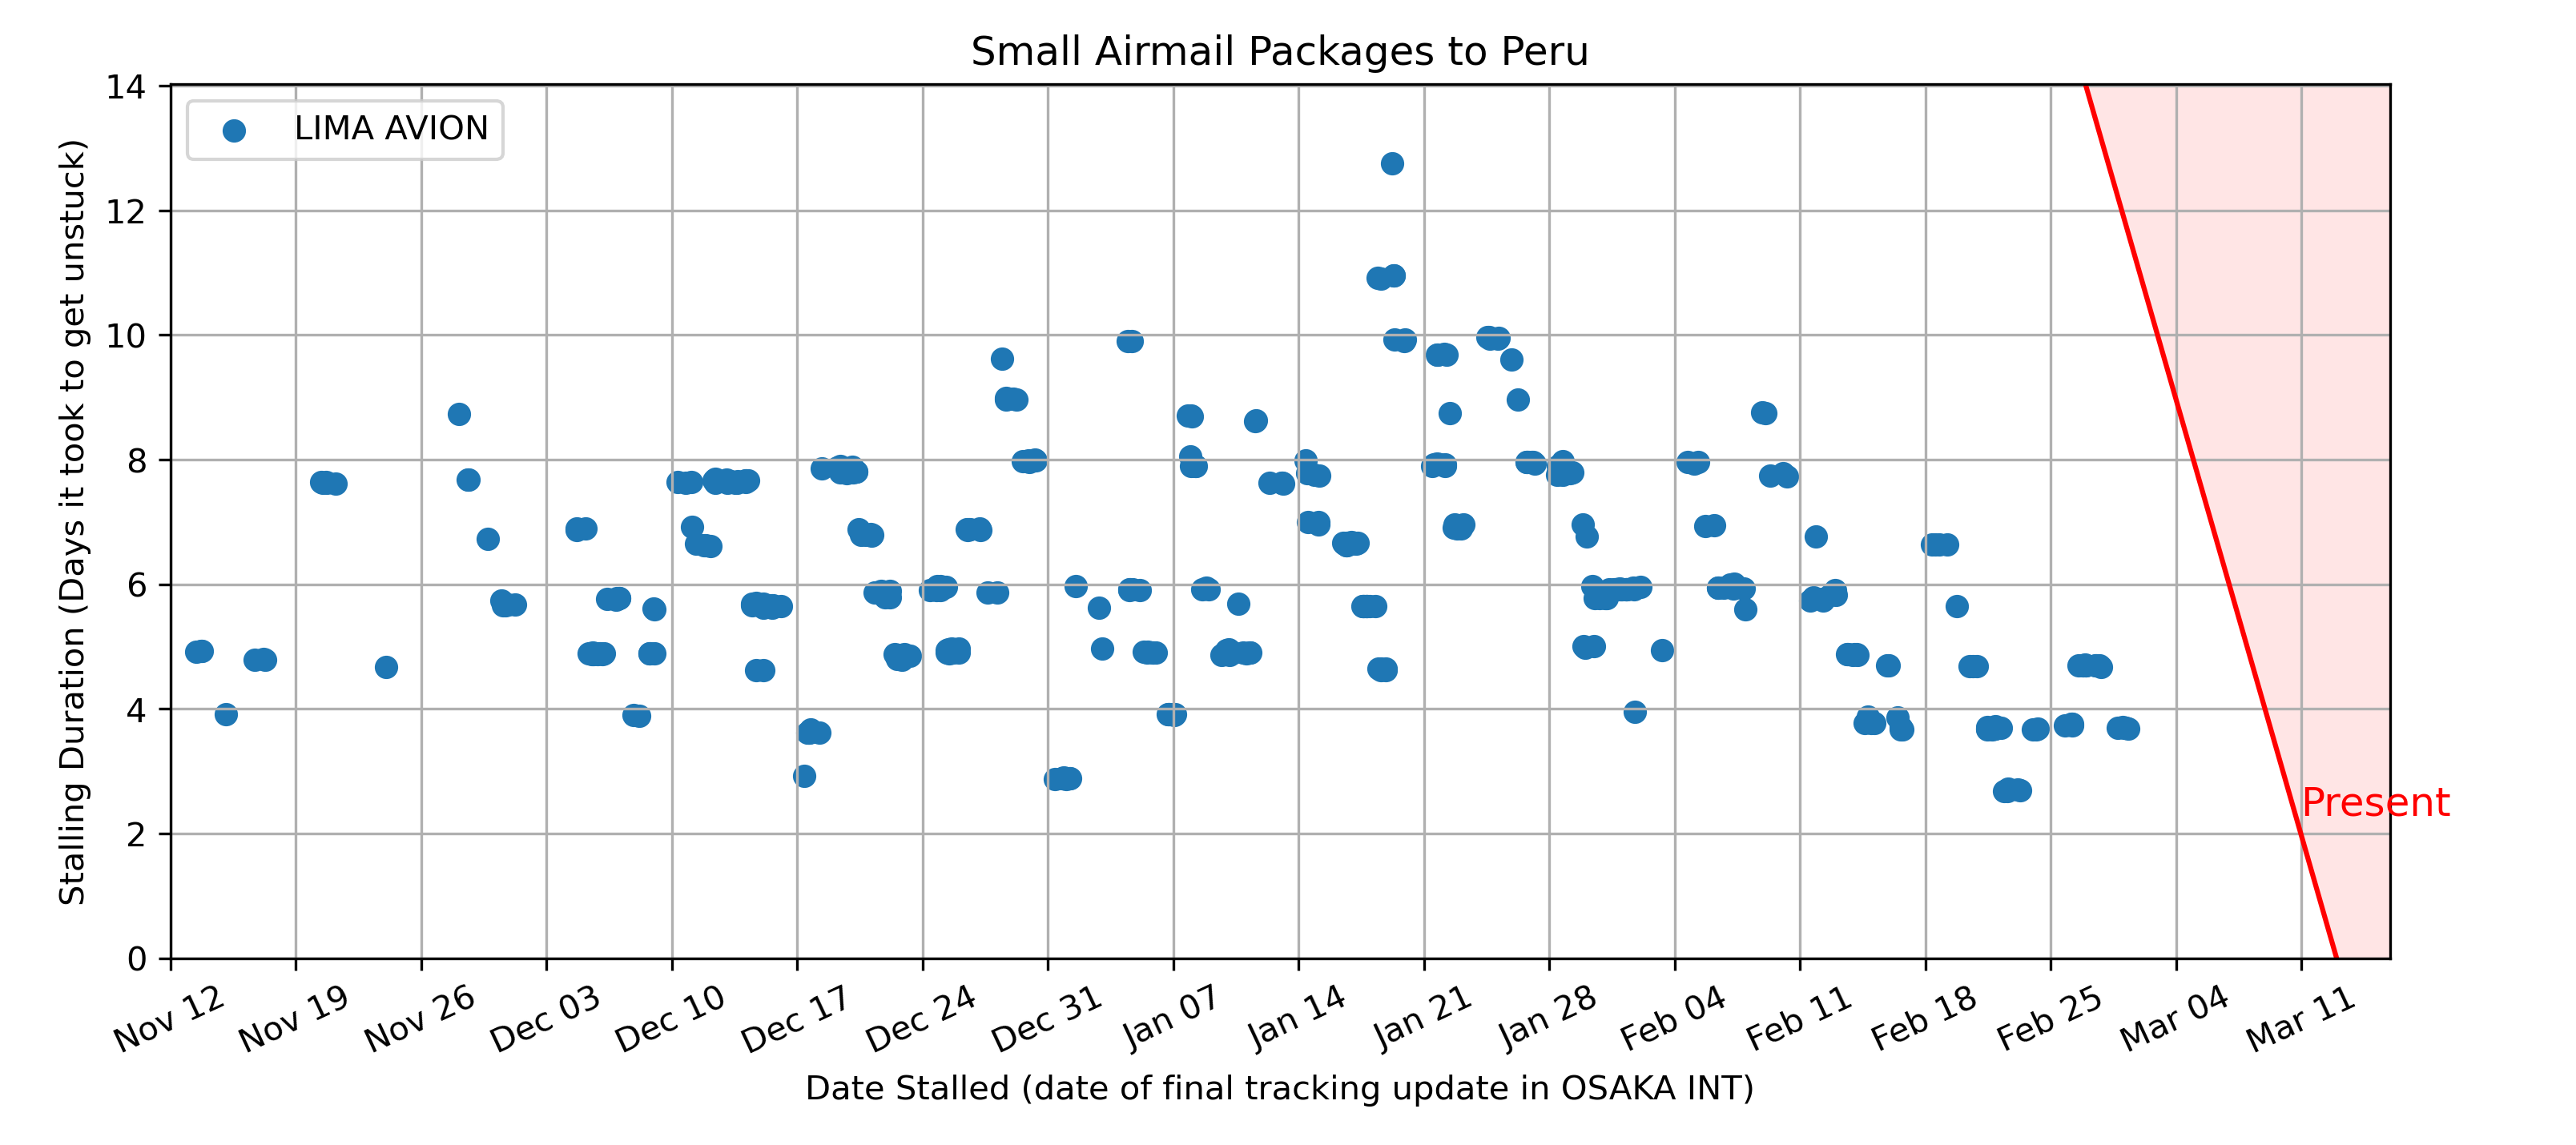 Small Airmail Packages to Peru
Stalling Duration (Days it took to get unstuck)
14
12
10
8
6
4
2
0
LIMA AVION
Present
Nov 12
Nov 19
Nov 26
Dec 03
Dec 10
Dec 17
Dec 24
Dec 31
Jan 07
Jan 14
Jan 21
Jan 28
Feb 04
Feb 11
Feb 18
Feb 25
Mar 04
Mar 11
Date Stalled (date of final tracking update in OSAKA INT)